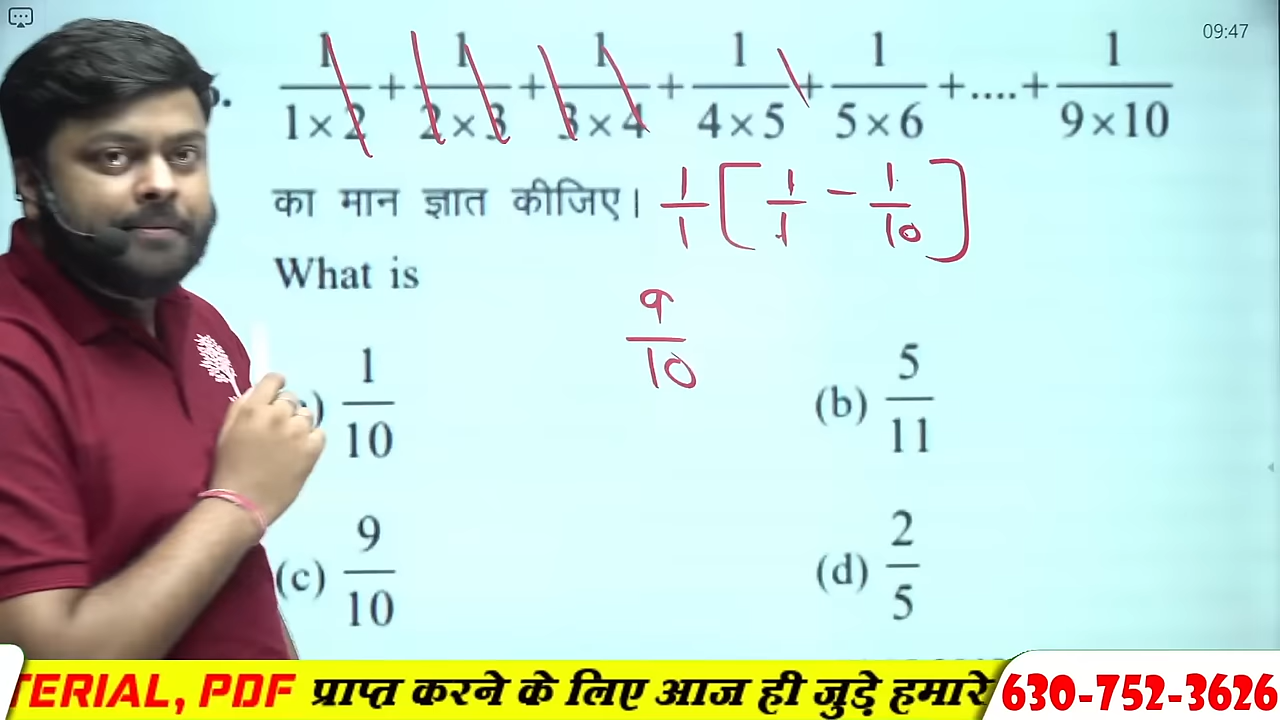 09:47
1/1×2 + 1/2×3 + 1/3×4 + 1/4×5 + 1/5×6 +....+ 1/9×10
का मान ज्ञात कीजिए। 1/1 [ 1/1 - 1/10 ]
What is
9/10
1/10
(b) 5/11
(c) 9/10
(d) 2/5
TERIAL, PDF प्राप्त करने के लिए आज ही जुड़े हमारे 630-752-3626